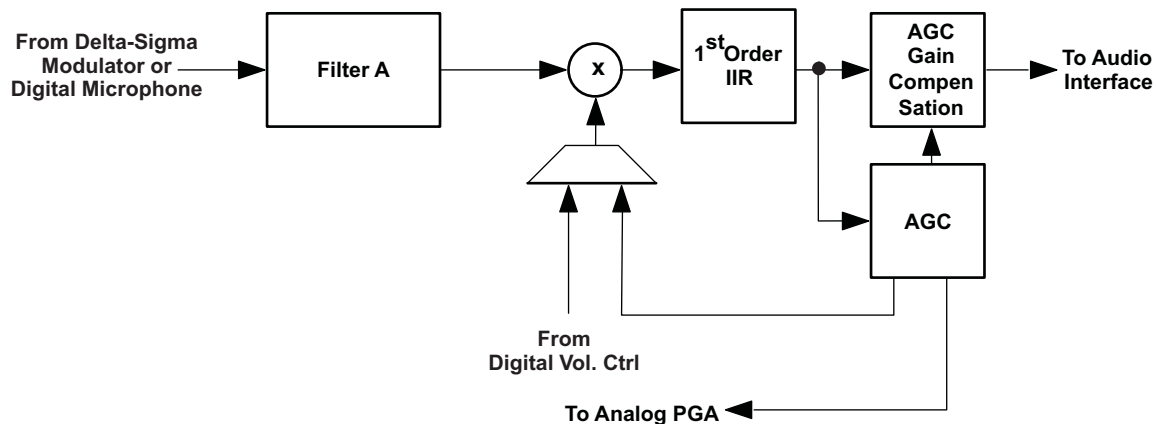 From Delta-Sigma
Modulator or
Digital Microphone
Filter A
x
1st Order
IIR
AGC
Gain
Compen
Sation
To Audio
Interface
AGC
From
Digital Vol. Ctrl
To Analog PGA